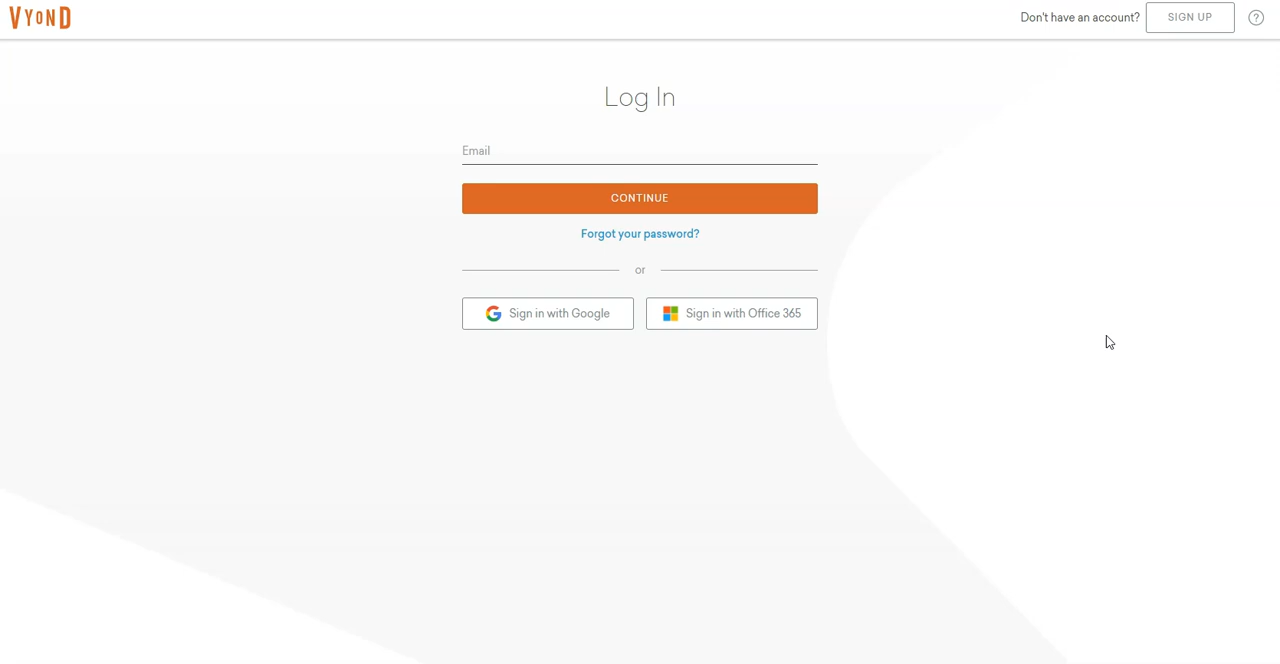 VYOND
Don't have an account?
SIGN UP
?
Log In
Email
CONTINUE
Forgot your password?
or
Sign in with Google
Sign in with Office 365